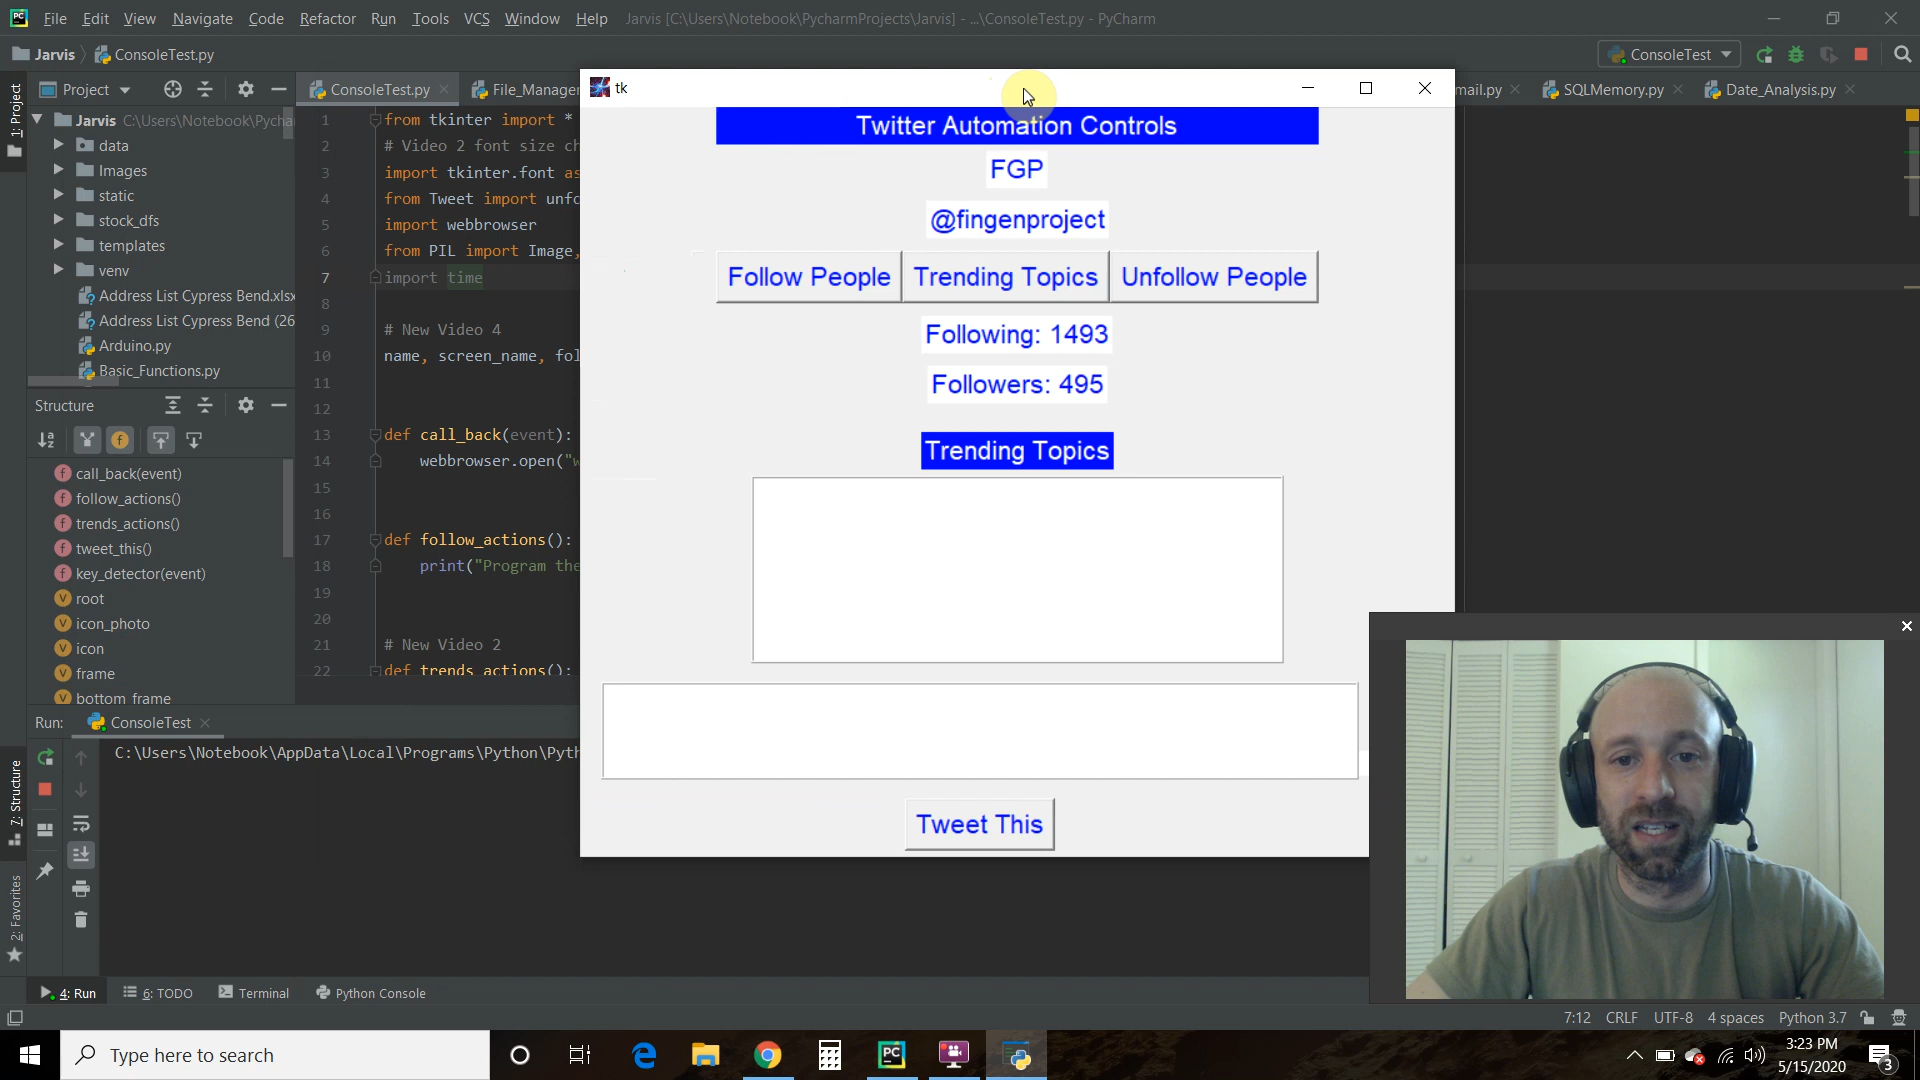 File Edit View Navigate Code Refactor Run Tools VCS Window Help Jarvis [C:\Users\Notebook\PycharmProjects\Jarvis] - ...\ConsoleTest.py - PyCharm
Jarvis ConsoleTest.py
ConsoleTest
1: Project
Project
ConsoleTest.py
File_Manager
mail.py
SQLMemory.py
Date_Analysis.py
Jarvis C:\Users\Notebook\Pycha
data
Images
static
stock_dfs
templates
venv
Address List Cypress Bend.xlsx
Address List Cypress Bend (26
Arduino.py
Basic_Functions.py
1 from tkinter import *
2 # Video 2 font size ch
3 import tkinter.font as
4 from Tweet import unfo
5 import webbrowser
6 from PIL import Image,
7 import time
8
9 # New Video 4
10 name, screen_name, fol
11
12
13 def call_back(event):
14 webbrowser.open("w
15
16
17 def follow_actions():
18 print("Program the
19
20
21 # New Video 2
22 def trends_actions():
tk
Twitter Automation Controls
FGP
@fingenproject
Follow People Trending Topics Unfollow People
Following: 1493
Followers: 495
Trending Topics
Tweet This
Structure
call_back(event)
follow_actions()
trends_actions()
tweet_this()
key_detector(event)
root
icon_photo
icon
frame
bottom_frame
Run: ConsoleTest
C:\Users\Notebook\AppData\Local\Programs\Python\Pyth
7: Structure
2: Favorites
4: Run 6: TODO Terminal Python Console
7:12 CRLF UTF-8 4 spaces Python 3.7
Type here to search
3:23 PM
5/15/2020
3